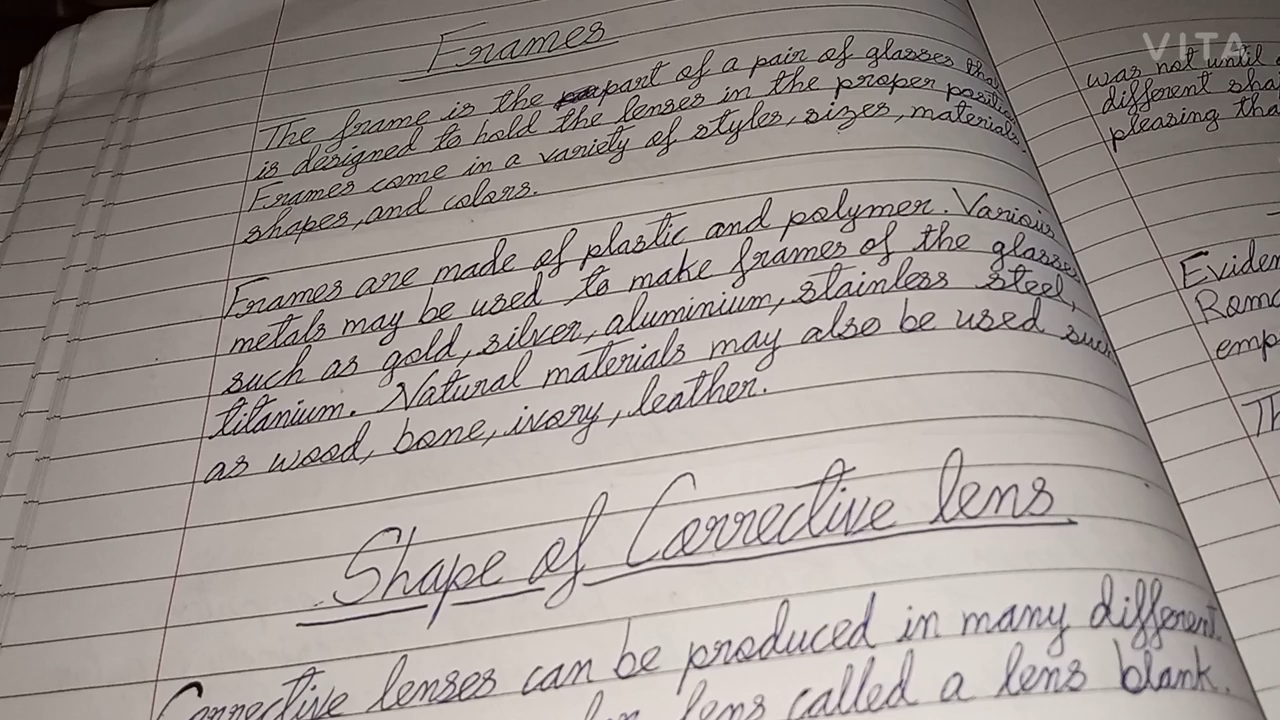 Frames
The frame is the part of a pair of glasses that
is designed to hold the lenses in the proper position
Frames come in a variety of styles, sizes, materials,
shapes, and colors.
Frames are made of plastic and polymer. Various
metals may be used to make frames of the glasses
such as gold, silver, aluminium, stainless steel,
titanium. Natural materials may also be used such
as wood, bone, ivory, leather.
Shape of Corrective lens
Corrective lenses can be produced in many different
lens called a lens blank.
VITA
was not until
different sha
pleasing tha
Eviden
Roma
emp
Th